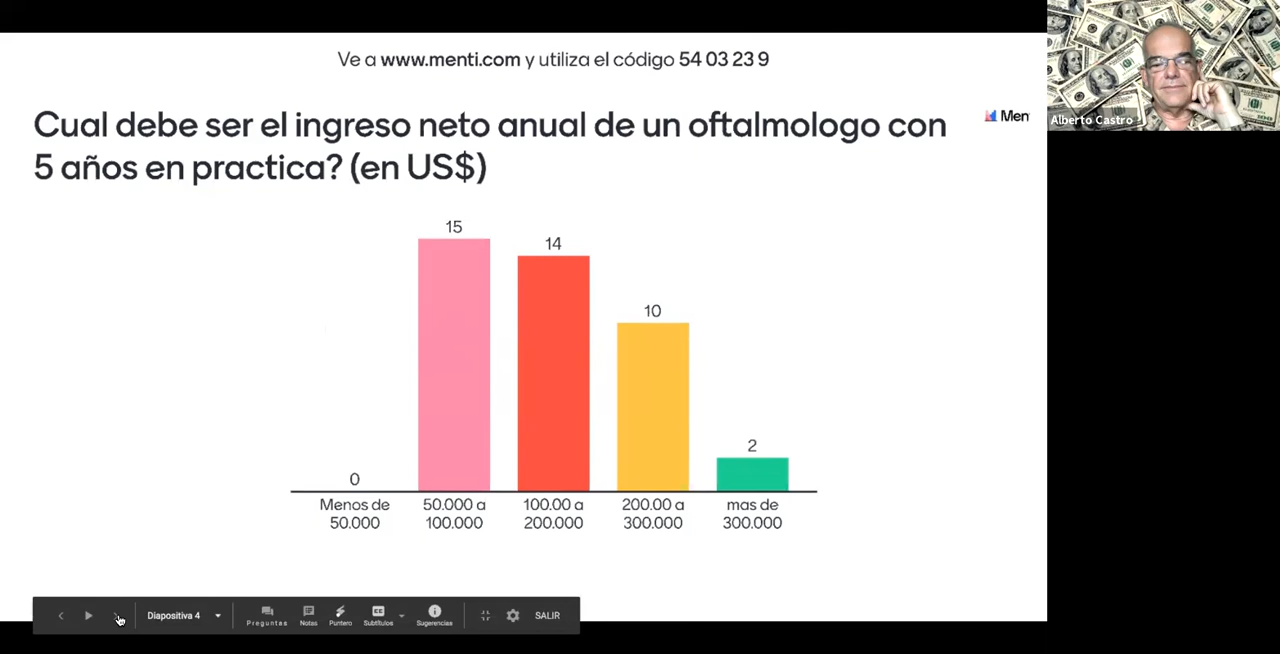 Ve a www.menti.com y utiliza el código 54 03 23 9
Alberto Castro
Cual debe ser el ingreso neto anual de un oftalmologo con
5 años en practica? (en US$)
Men
15
14
10
2
0
Menos de
50.000
50.000 a
100.000
100.00 a
200.000
200.00 a
300.000
mas de
300.000
Diapositiva 4
Preguntas
Notas
Puntero
Subtítulos
Sugerencias
SALIR